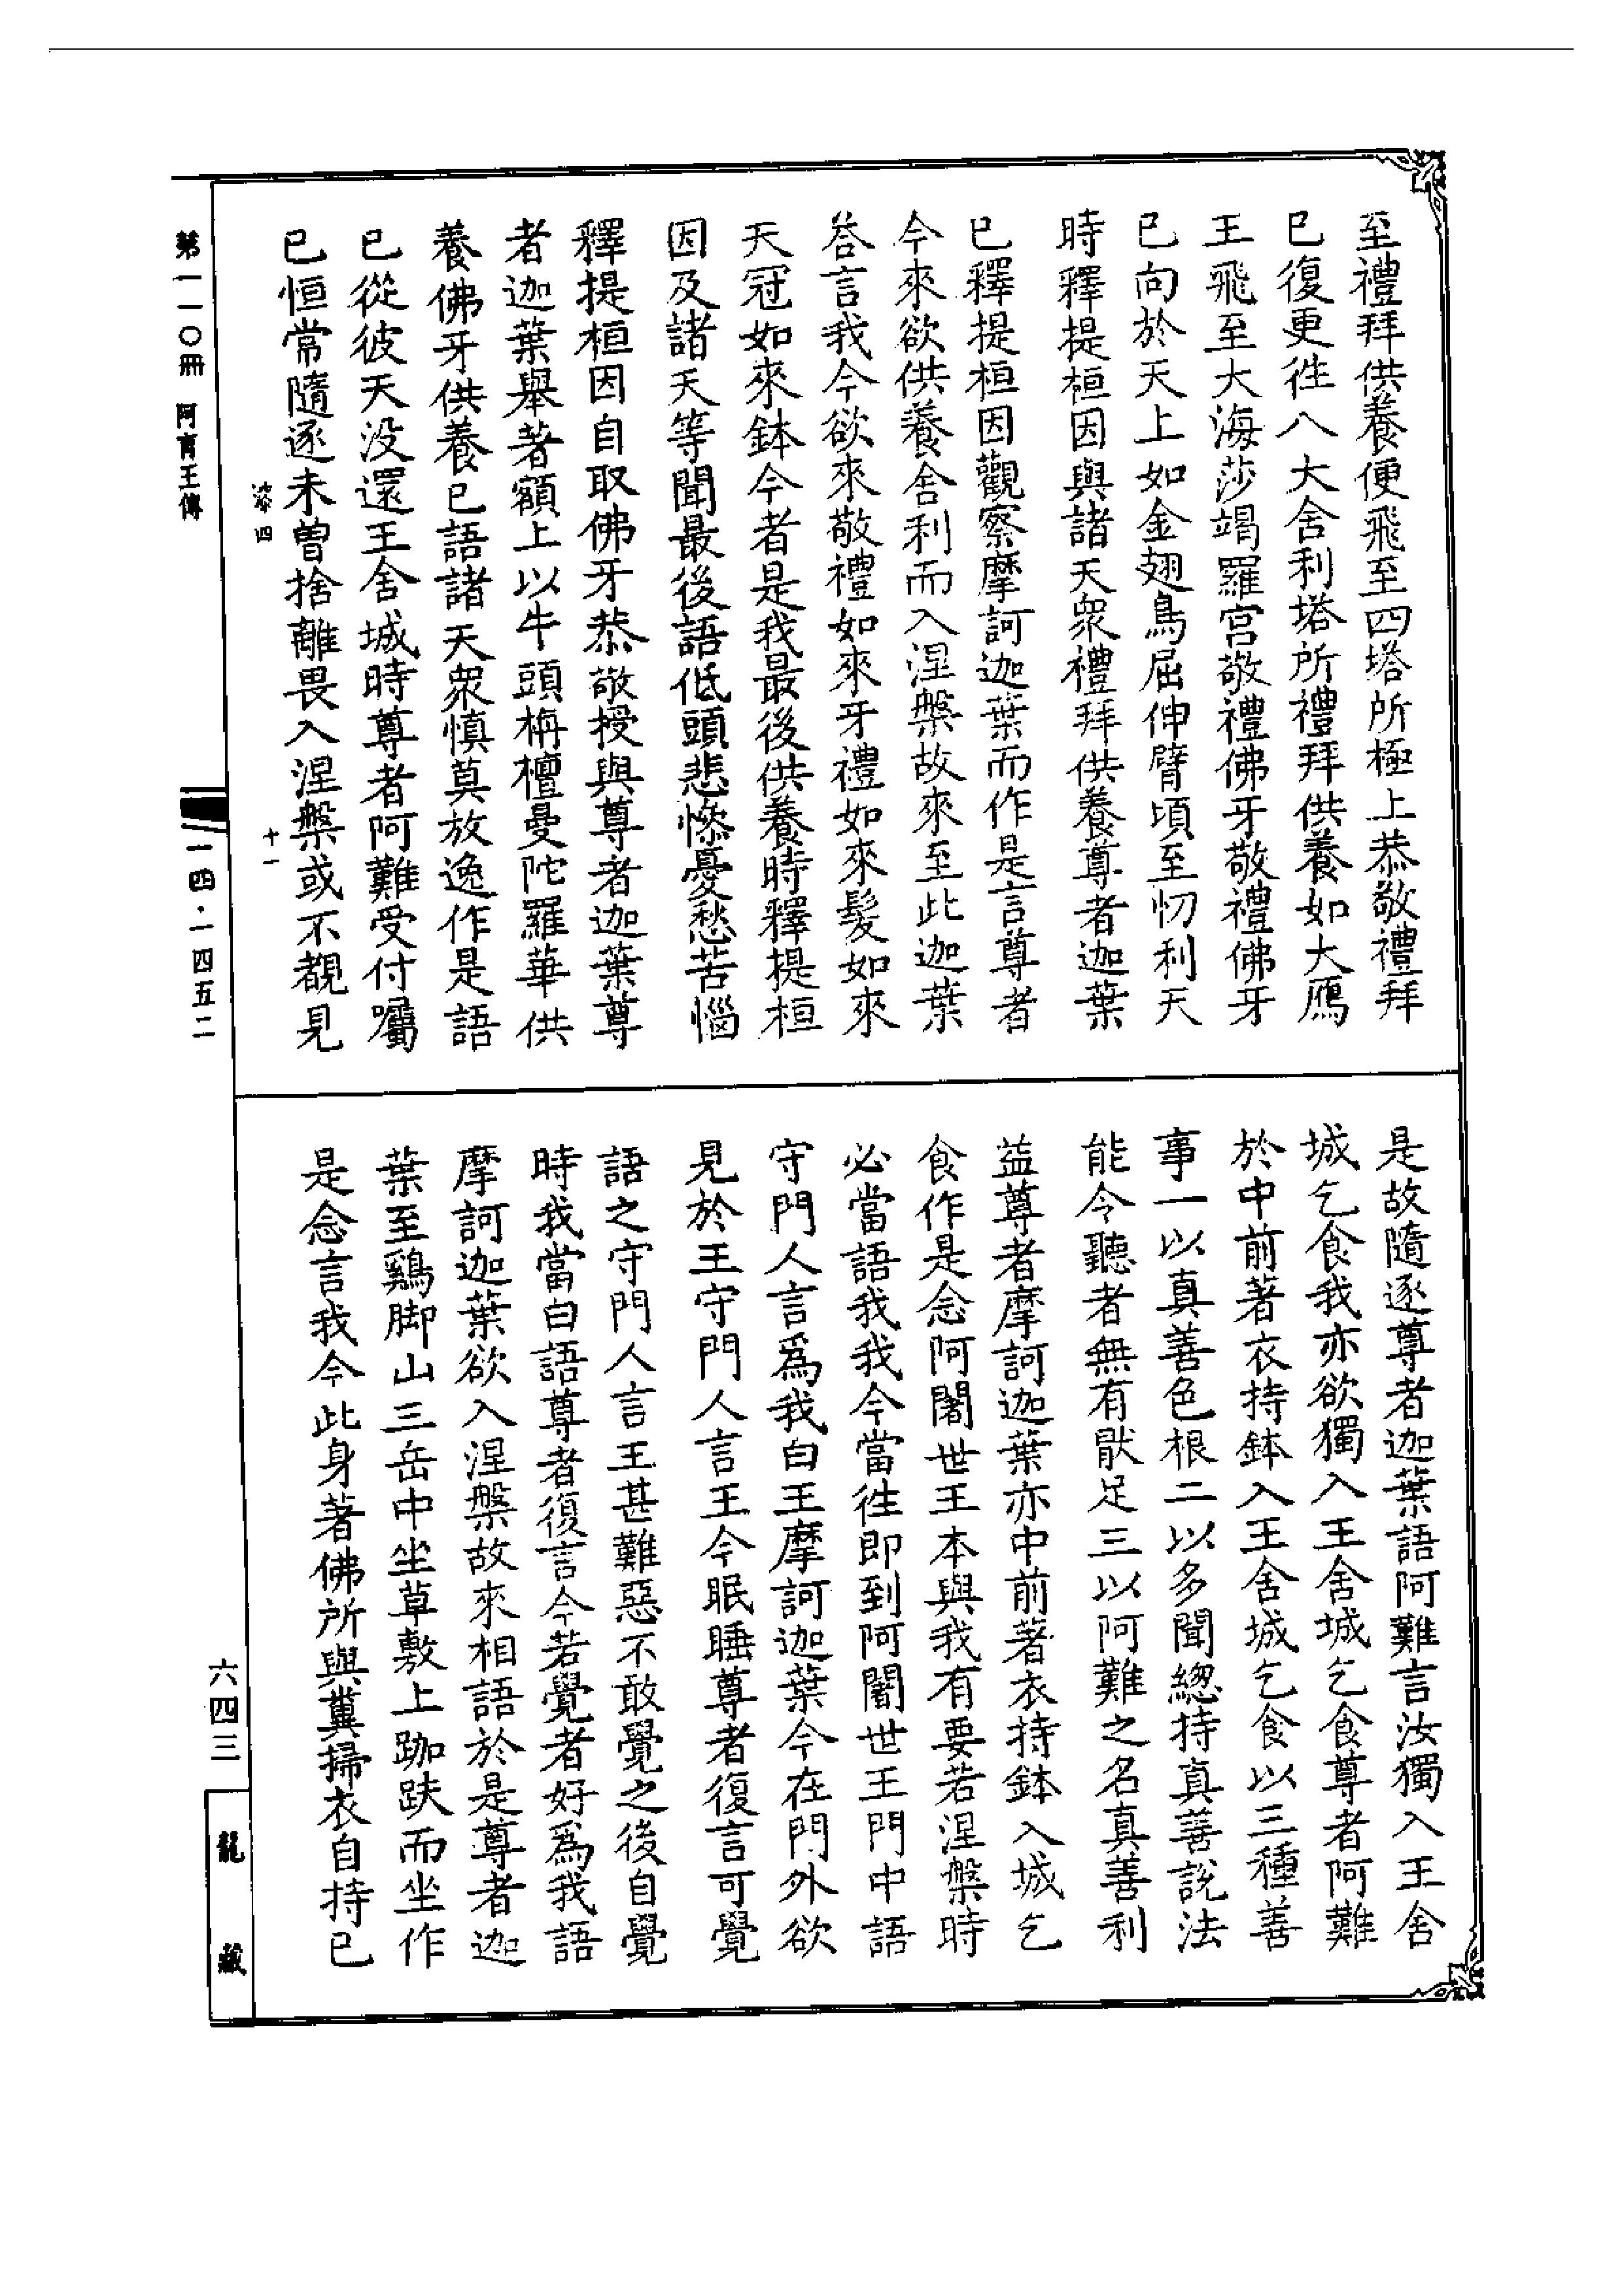 至禮拜供養便飛至四塔所極上恭敬禮拜
已復更徃八大舍利塔所禮拜供養如大鴈
王飛至大海莎竭羅宮敬禮佛牙敬禮佛牙
已向於天上如金翅鳥屈伸臂頃至忉利天
時釋提桓因與諸天衆禮拜供養尊者迦葉
已釋提桓因觀察摩訶迦葉而作是言尊者
今來欲供養舍利而入涅槃故來至此迦葉
荅言我今欲來敬禮如來牙禮如來髮如來
天冠如來鉢今者是我最後供養時釋提桓
因及諸天等聞最後語低頭悲慘憂愁苦惱
釋提桓因自取佛牙恭敬授與尊者迦葉尊
者迦葉舉著額上以牛頭栴檀曼陀羅華供
養佛牙供養已語諸天衆慎莫放逸作是語
已從彼天没還王舍城時尊者阿難受付囑
已恒常隨逐未曽捨離畏入涅槃或不覩見
是故隨逐尊者迦葉語阿難言汝獨入王舍
城乞食我亦欲獨入王舍城乞食尊者阿難
於中前著衣持鉢入王舍城乞食以三種善
事一以真善色根二以多聞總持真善說法
能令聽者無有猒足三以阿難之名真善利
益尊者摩訶迦葉亦中前著衣持鉢入城乞
食作是念阿闍世王本與我有要若涅槃時
必當語我我今當徃即到阿闍世王門中語
守門人言爲我白王摩訶迦葉今在門外欲
見於王守門人言王今眠睡尊者復言可覺
語之守門人言王甚難惡不敢覺之後自覺
時我當白語尊者復言今若覺者好爲我語
摩訶迦葉欲入涅槃故來相語於是尊者迦
葉至鷄脚山三岳中坐草敷上跏趺而坐作
是念言我今此身著佛所與糞掃衣自持已
漆四
十一
第一一〇冊 阿育王傳
一四·一四五二
六四三
龍藏